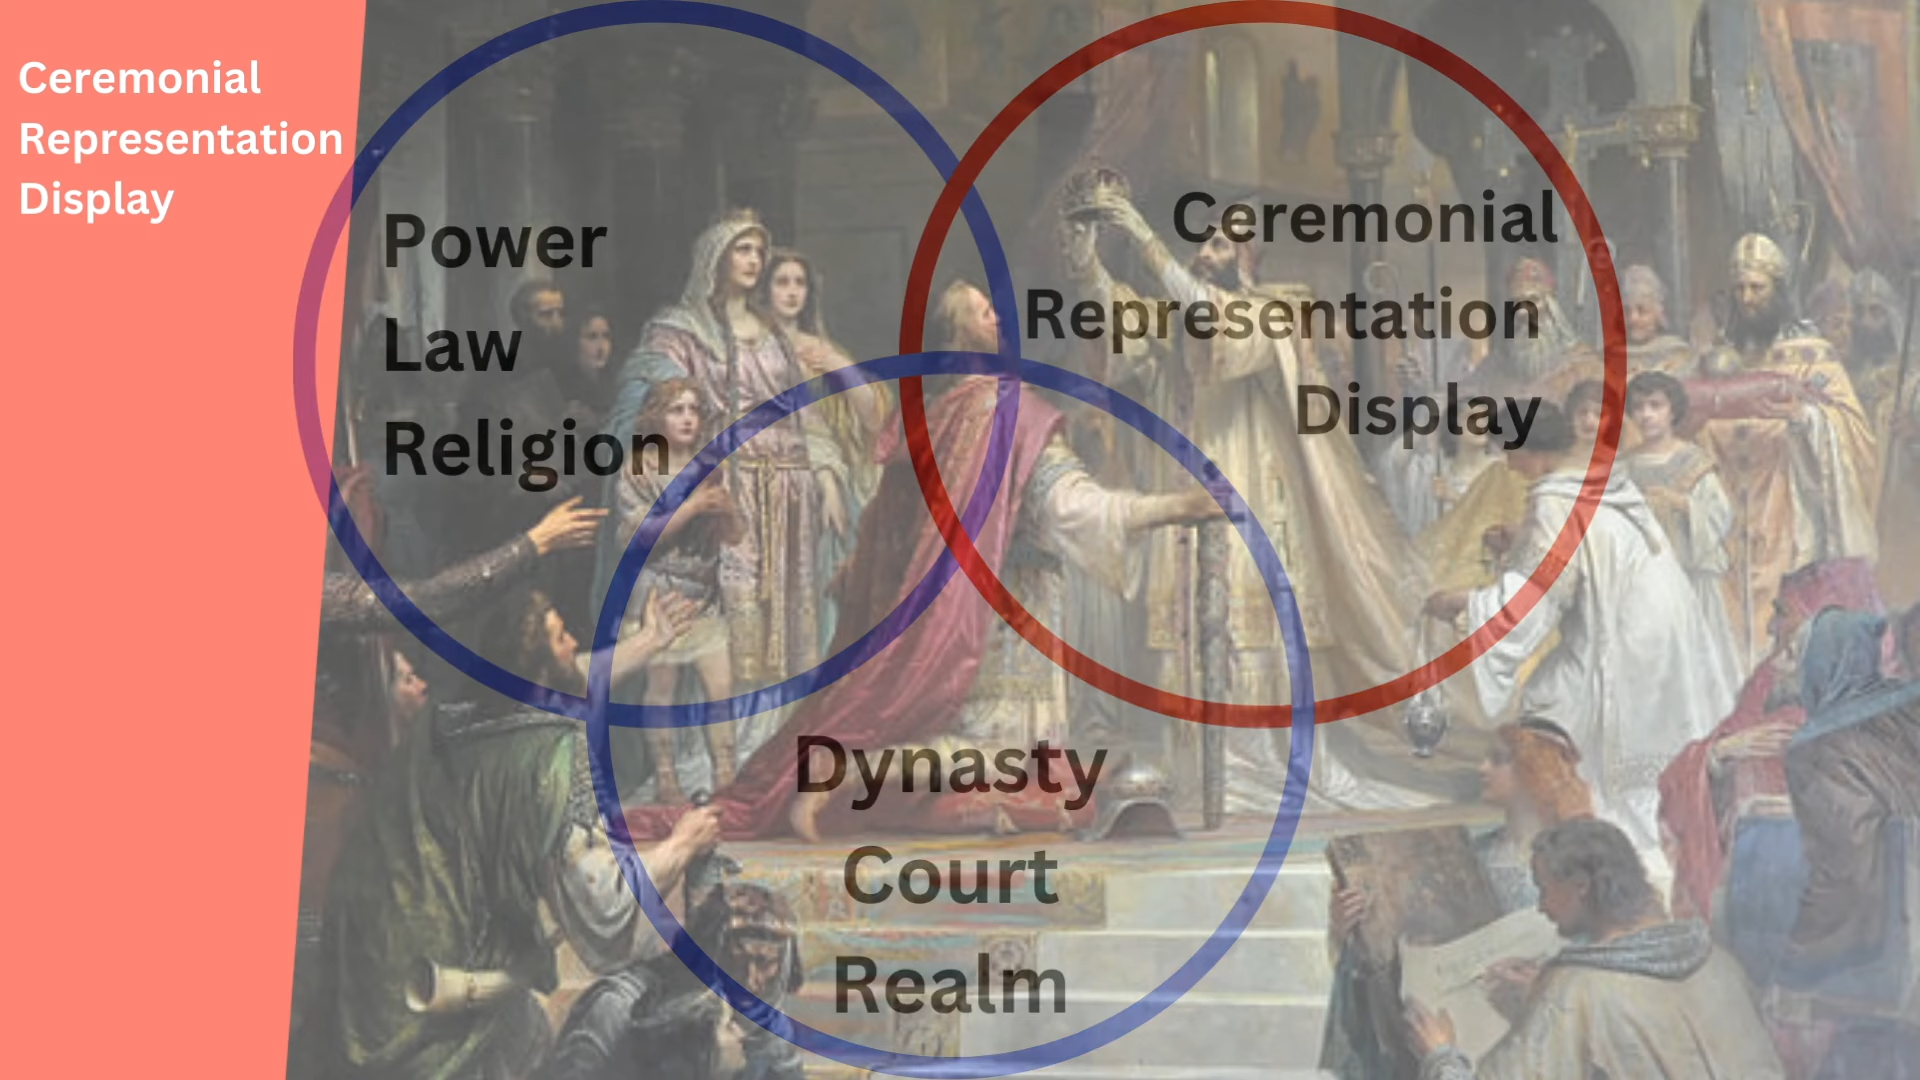 Ceremonial
Representation
Display
Power
Law
Religion
Ceremonial
Representation
Display
Dynasty
Court
Realm